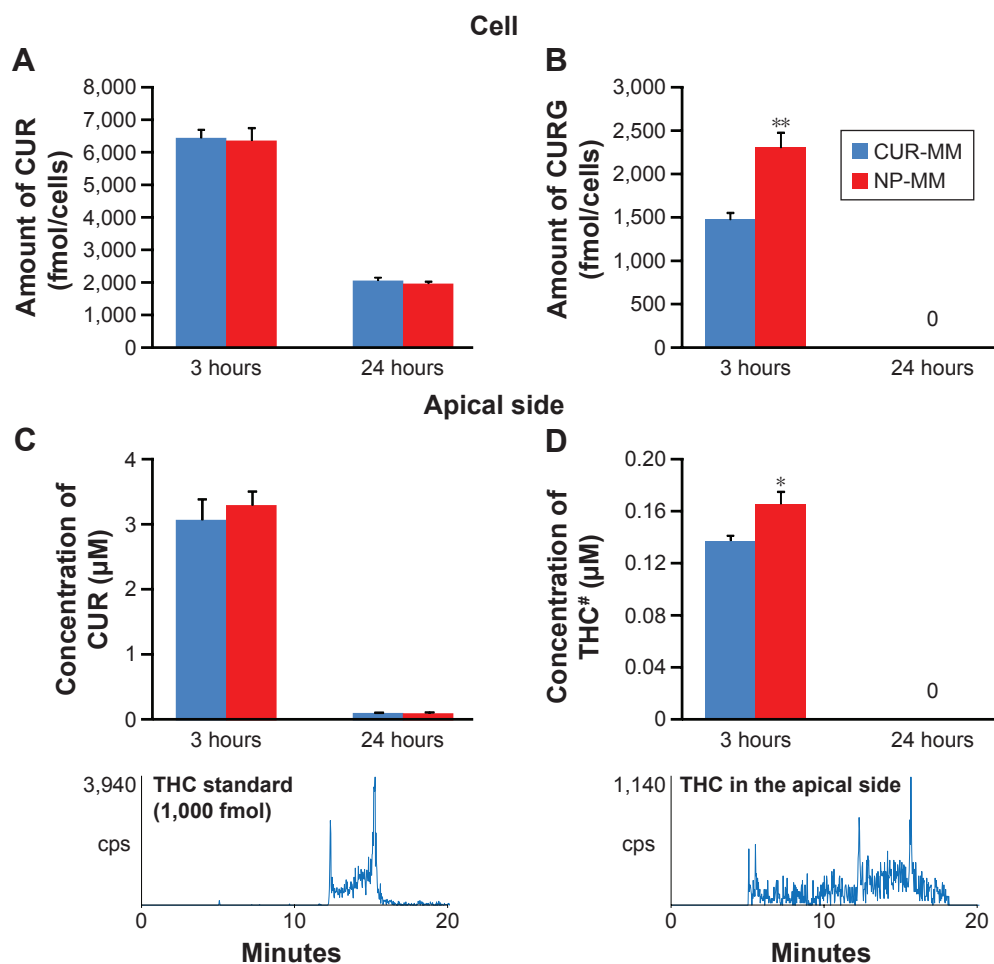 Cell
A
Amount of CUR
(fmol/cells)
8,000
7,000
6,000
5,000
4,000
3,000
2,000
1,000
0
3 hours
24 hours
B
Amount of CURG
(fmol/cells)
3,000
2,500
2,000
1,500
1,000
500
0
**
0
3 hours
24 hours
CUR-MM
NP-MM
Apical side
C
Concentration of
CUR (µM)
4
3
2
1
0
3 hours
24 hours
D
Concentration of
THC# (µM)
0.20
0.16
0.12
0.08
0.04
0
*
0
3 hours
24 hours
3,940
THC standard
(1,000 fmol)
cps
0
10
20
Minutes
1,140
THC in the apical side
cps
0
10
20
Minutes